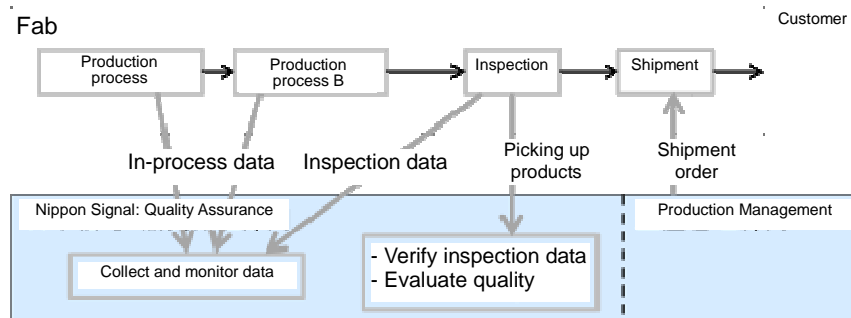 Fab
Customer
Production
process
Production
process B
Inspection
Shipment
In-process data
Inspection data
Picking up
products
Shipment
order
Nippon Signal: Quality Assurance
Production Management
Collect and monitor data
- Verify inspection data
- Evaluate quality